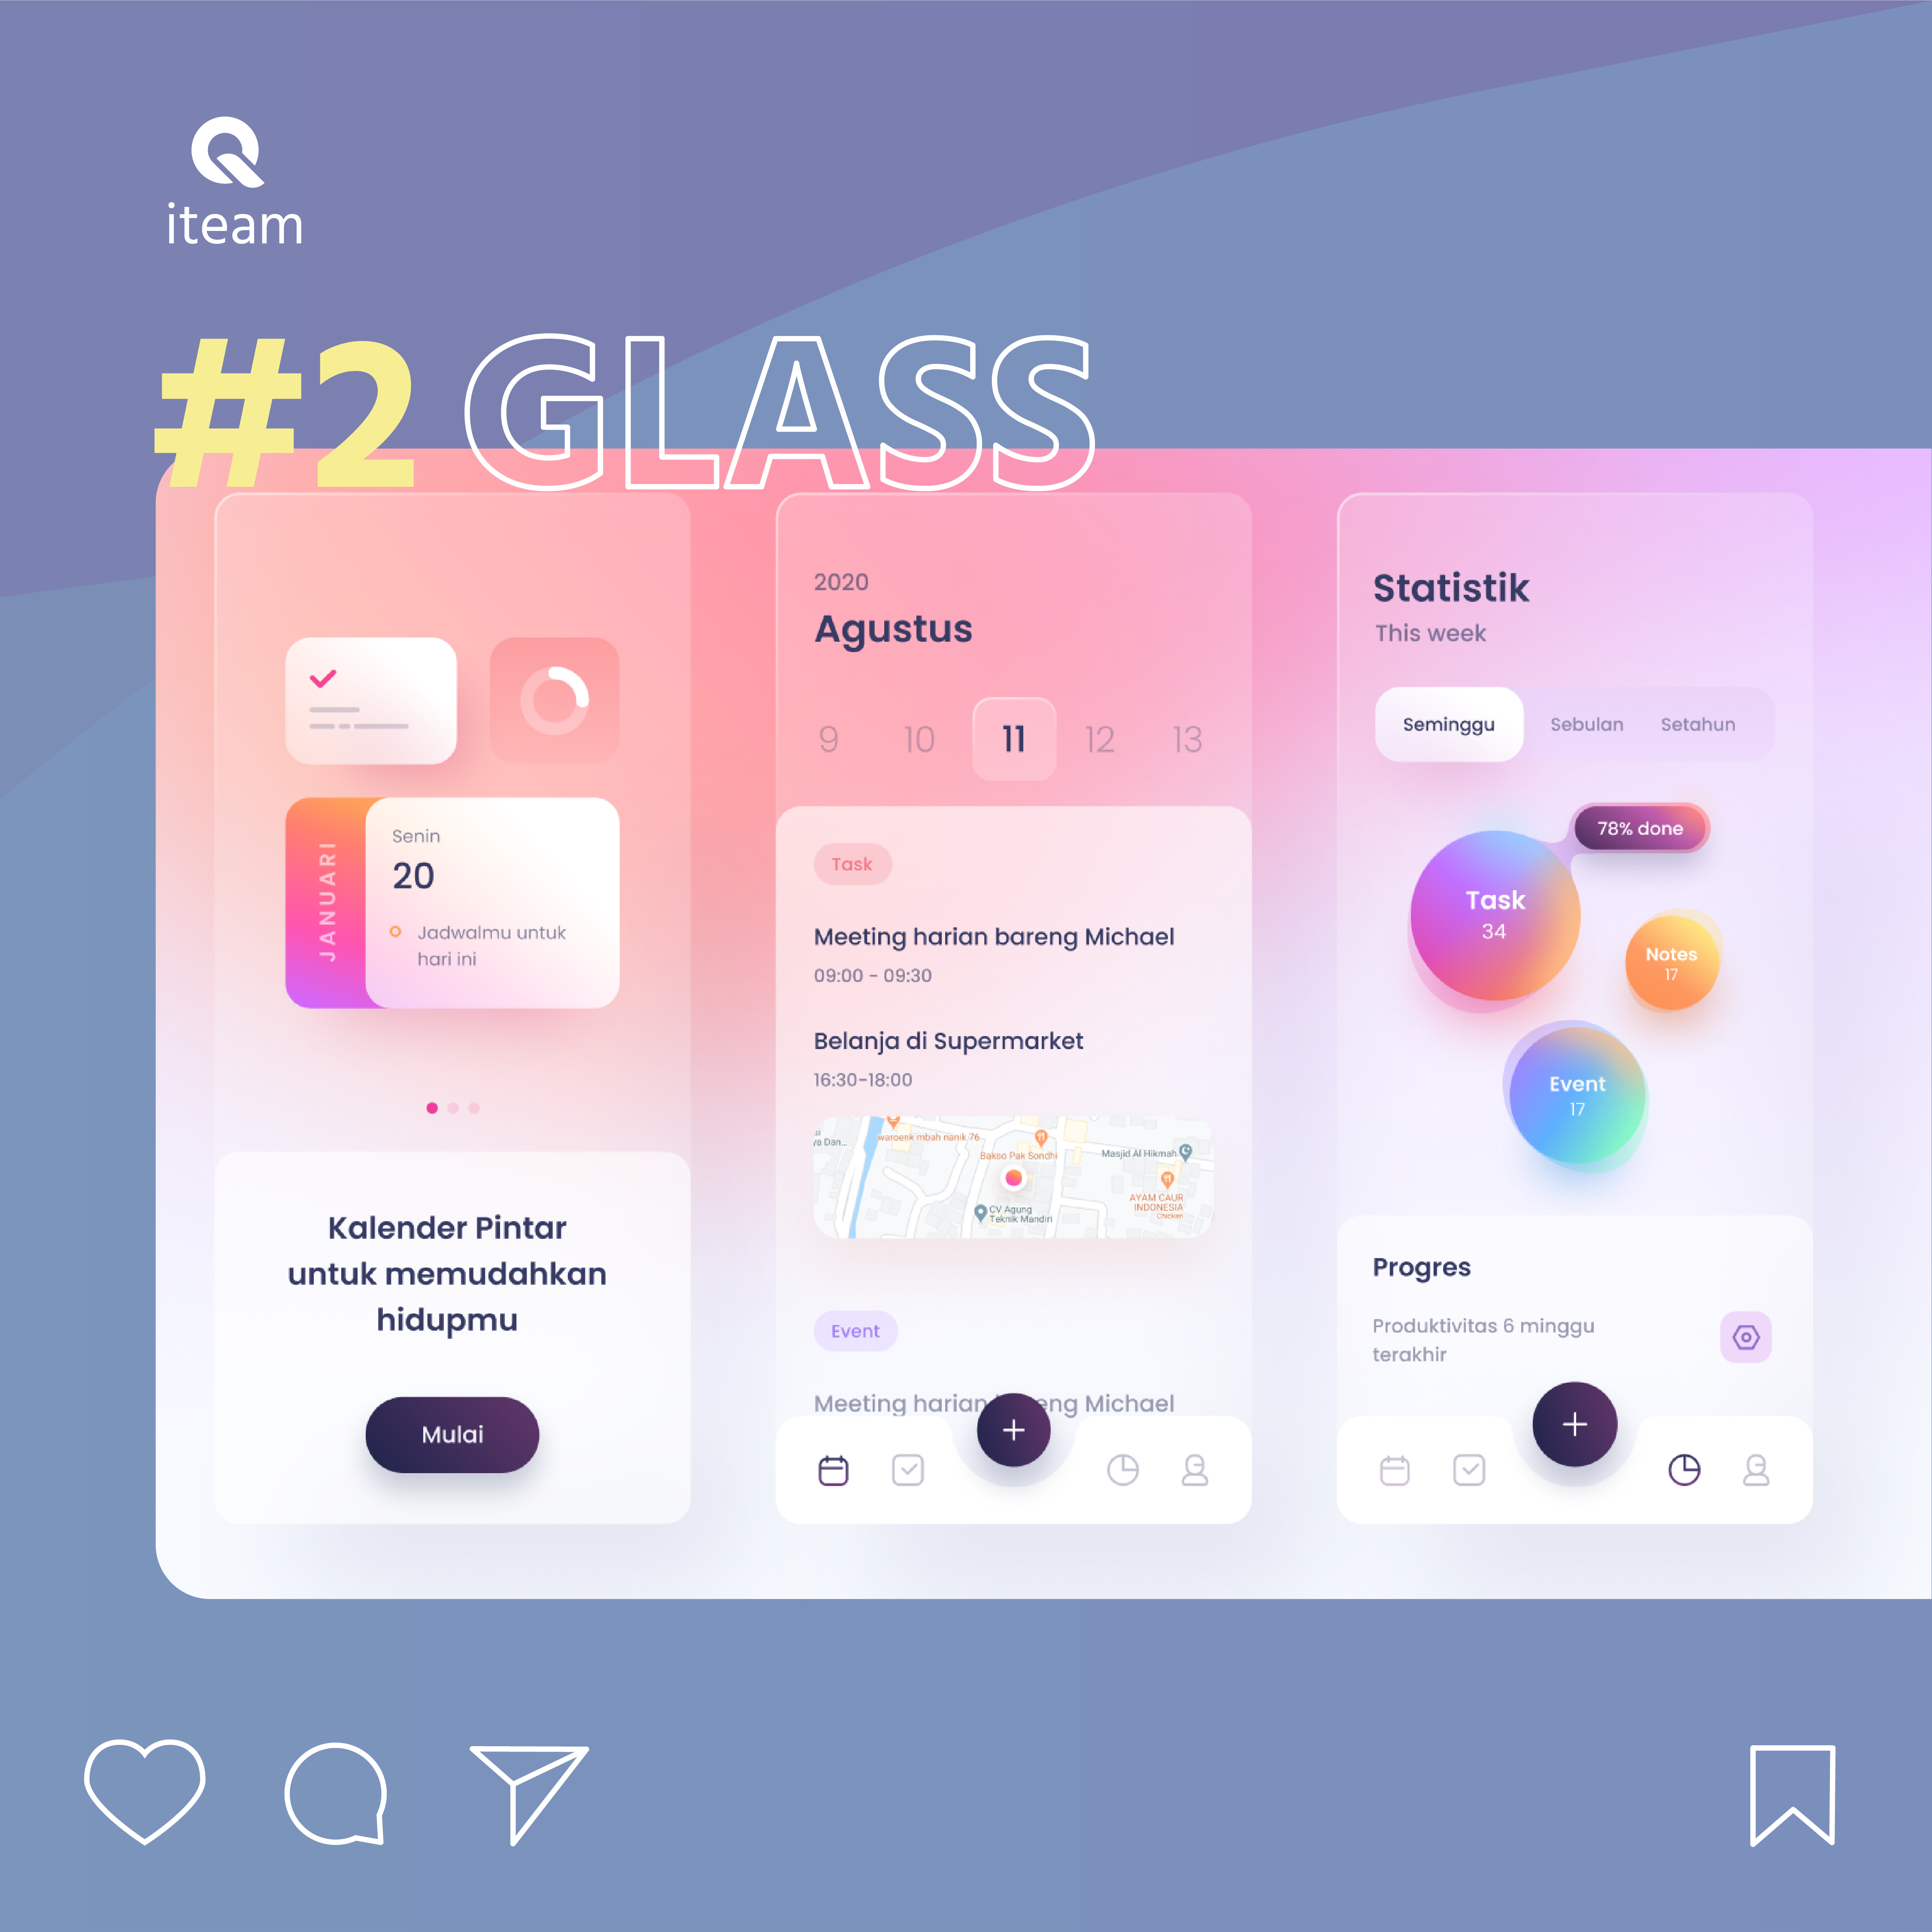 iteam
#2 GLASS
JANUARI
Senin
20
Jadwalmu untuk
hari ini
Kalender Pintar
untuk memudahkan
hidupmu
Mulai
2020
Agustus
9 10 11 12 13
Task
Meeting harian bareng Michael
09:00 - 09:30
Belanja di Supermarket
16:30-18:00
ya Dan...
waroenk mbah nanik 76
Bakso Pak Sondhi
Masjid Al Hikmah
AYAM CAUR
INDONESIA
Chicken
CV Agung
Teknik Mandiri
Event
Meeting harian eng Michael
Statistik
This week
Seminggu Sebulan Setahun
78% done
Task
34
Notes
17
Event
17
Progres
Produktivitas 6 minggu
terakhir